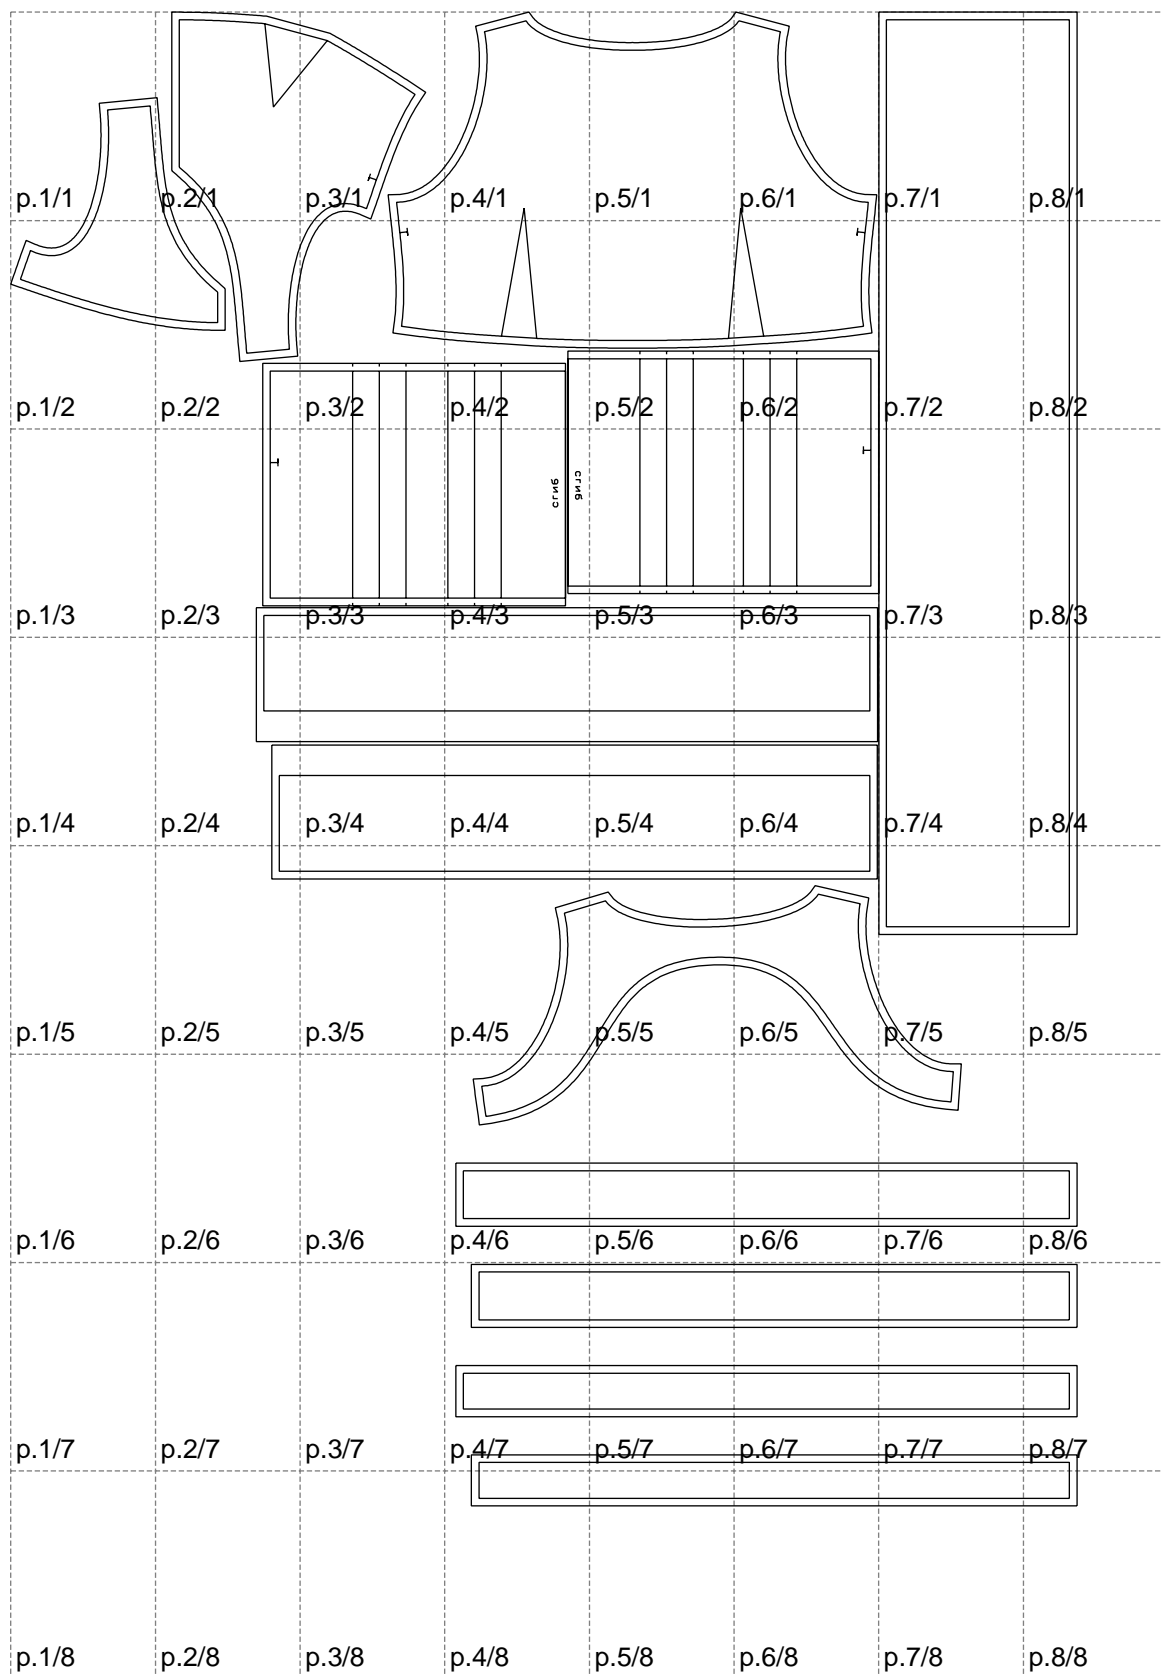 p.1/1 p.2/1 p.3/1 p.4/1 p.5/1 p.6/1 p.7/1 p.8/1
p.1/2 p.2/2 p.3/2 p.4/2 p.5/2 p.6/2 p.7/2 p.8/2
сгиб сгиб
p.1/3 p.2/3 p.3/3 p.4/3 p.5/3 p.6/3 p.7/3 p.8/3
p.1/4 p.2/4 p.3/4 p.4/4 p.5/4 p.6/4 p.7/4 p.8/4
p.1/5 p.2/5 p.3/5 p.4/5 p.5/5 p.6/5 p.7/5 p.8/5
p.1/6 p.2/6 p.3/6 p.4/6 p.5/6 p.6/6 p.7/6 p.8/6
p.1/7 p.2/7 p.3/7 p.4/7 p.5/7 p.6/7 p.7/7 p.8/7
p.1/8 p.2/8 p.3/8 p.4/8 p.5/8 p.6/8 p.7/8 p.8/8